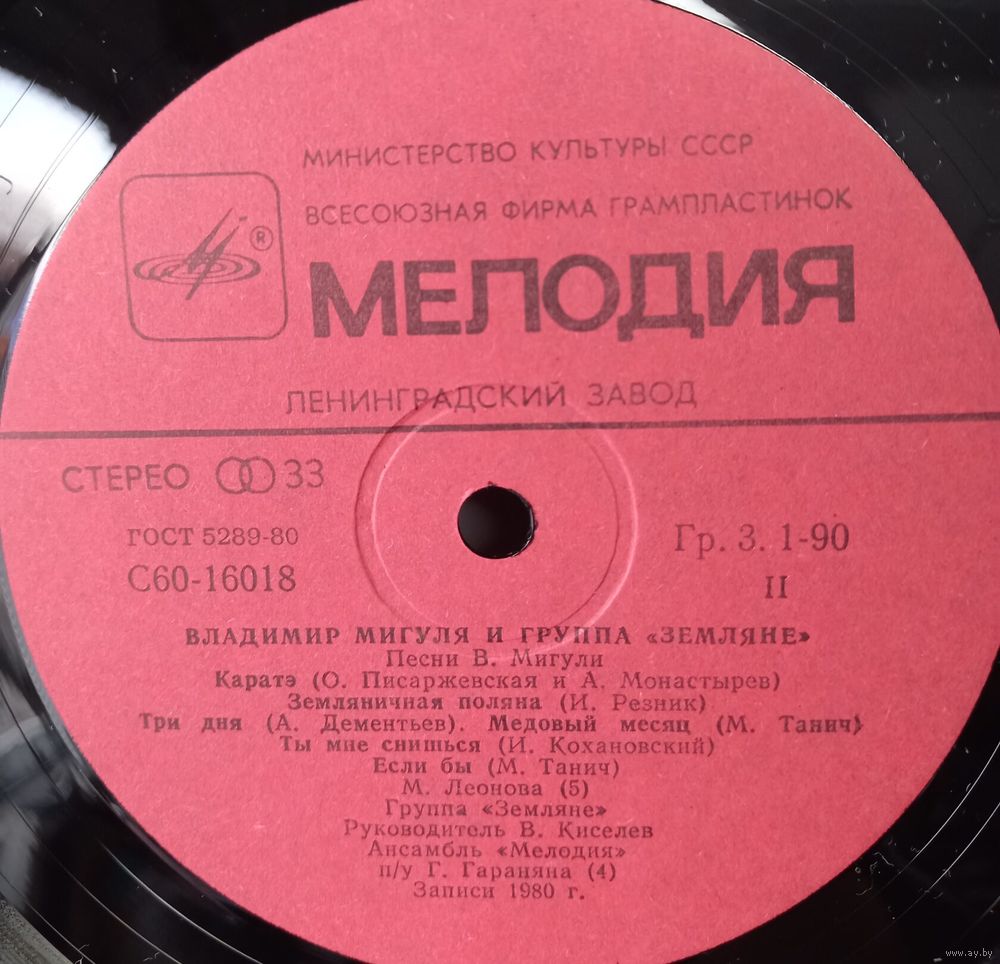 МИНИСТЕРСТВО КУЛЬТУРЫ СССР
ВСЕСОЮЗНАЯ ФИРМА ГРАМПЛАСТИНОК
®
МЕЛОДИЯ
ЛЕНИНГРАДСКИЙ ЗАВОД
СТЕРЕО 33
ГОСТ 5289-80
Гр. 3. 1-90
С60-16018
II
ВЛАДИМИР МИГУЛЯ И ГРУППА «ЗЕМЛЯНЕ»
Песни В. Мигули
Каратэ (О. Писаржевская и А. Монастырев)
Земляничная поляна (И. Резник)
Три дня (А. Дементьев). Медовый месяц (М. Танич)
Ты мне снишься (И. Кохановский)
Если бы (М. Танич)
М. Леонова (5)
Группа «Земляне»
Руководитель В. Киселев
Ансамбль «Мелодия»
п/у Г. Гараняна (4)
Записи 1980 г.
www.ay.by